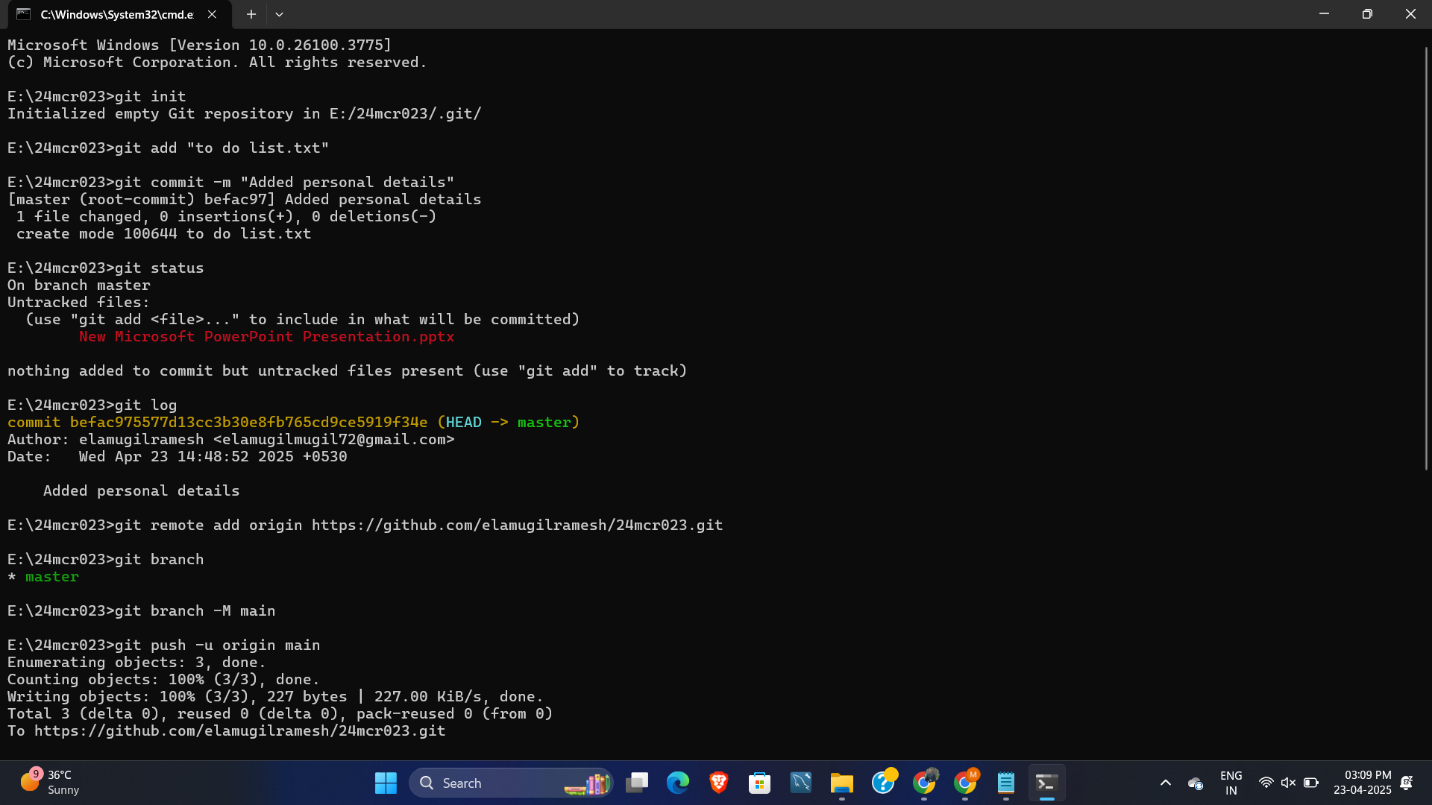 C:\Windows\System32\cmd.e
Microsoft Windows [Version 10.0.26100.3775]
(c) Microsoft Corporation. All rights reserved.
E:\24mcr023>git init
Initialized empty Git repository in E:/24mcr023/.git/
E:\24mcr023>git add "to do list.txt"
E:\24mcr023>git commit -m "Added personal details"
[master (root-commit) befac97] Added personal details
 1 file changed, 0 insertions(+), 0 deletions(-)
 create mode 100644 to do list.txt
E:\24mcr023>git status
On branch master
Untracked files:
  (use "git add <file>..." to include in what will be committed)
        New Microsoft PowerPoint Presentation.pptx
nothing added to commit but untracked files present (use "git add" to track)
E:\24mcr023>git log
commit befac975577d13cc3b30e8fb765cd9ce5919f34e (HEAD -> master)
Author: elamugilramesh <elamugilmugil72@gmail.com>
Date:   Wed Apr 23 14:48:52 2025 +0530
    Added personal details
E:\24mcr023>git remote add origin https://github.com/elamugilramesh/24mcr023.git
E:\24mcr023>git branch
* master
E:\24mcr023>git branch -M main
E:\24mcr023>git push -u origin main
Enumerating objects: 3, done.
Counting objects: 100% (3/3), done.
Writing objects: 100% (3/3), 227 bytes | 227.00 KiB/s, done.
Total 3 (delta 0), reused 0 (delta 0), pack-reused 0 (from 0)
To https://github.com/elamugilramesh/24mcr023.git
9
36°C
Sunny
Search
M
ENG
IN
03:09 PM
23-04-2025